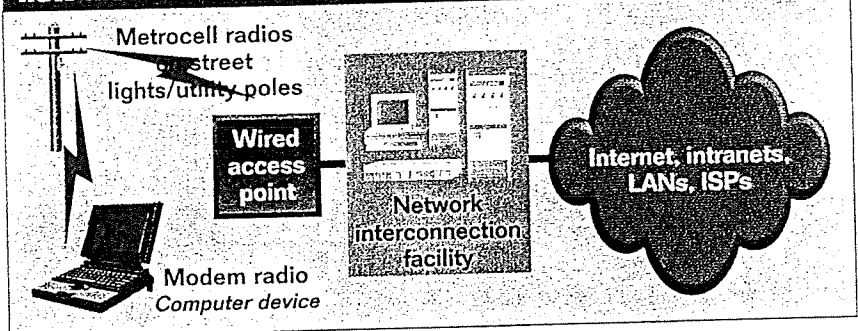 Metrocell radios
on street
lights/utility poles
Wired
access
point
Network
interconnection
facility
Internet, intranets,
LANs, ISPs
Modem radio
Computer device